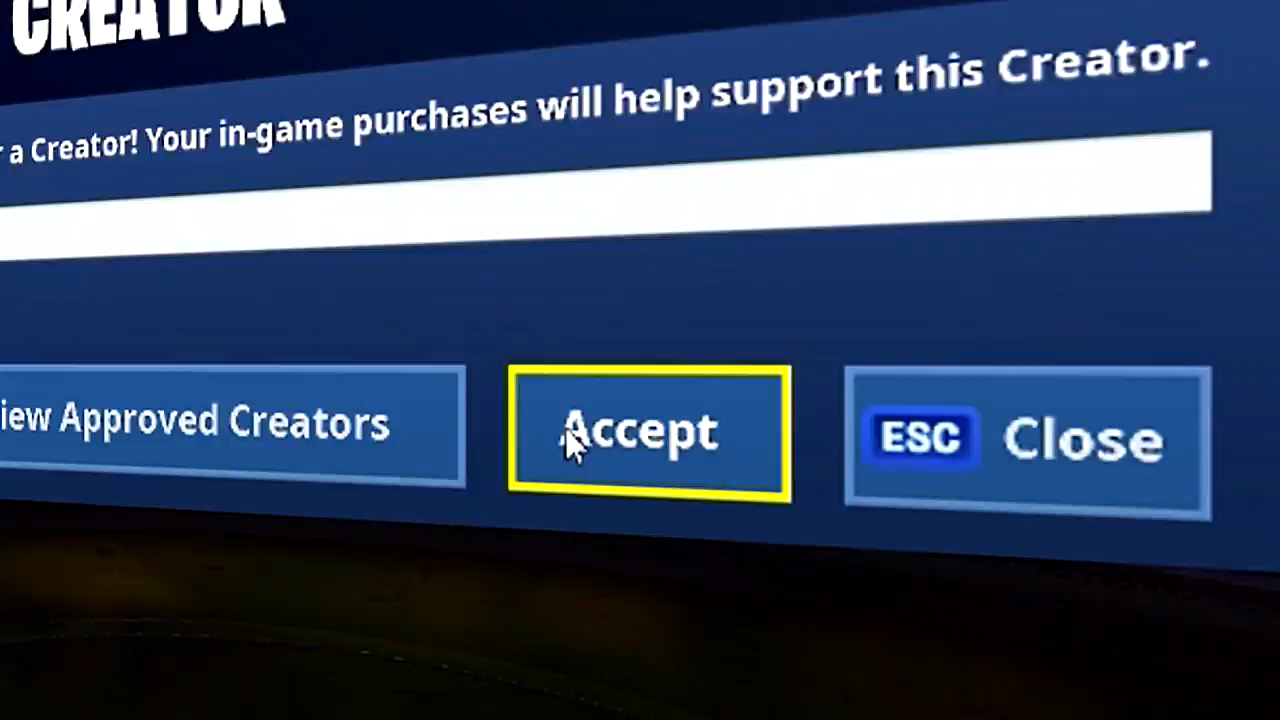 CREATOR
a Creator! Your in-game purchases will help support this Creator.
iew Approved Creators
Accept
ESC Close